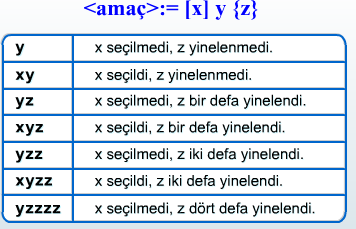 <amaç>:= [x] y {z}
y x seçilmedi, z yinelenmedi.
xy x seçildi, z yinelenmedi.
yz x seçilmedi, z bir defa yinelendi.
xyz x seçildi, z bir defa yinelendi.
yzz x seçilmedi, z iki defa yinelendi.
xyzz x seçildi, z iki defa yinelendi.
yzzzz x seçilmedi, z dört defa yinelendi.